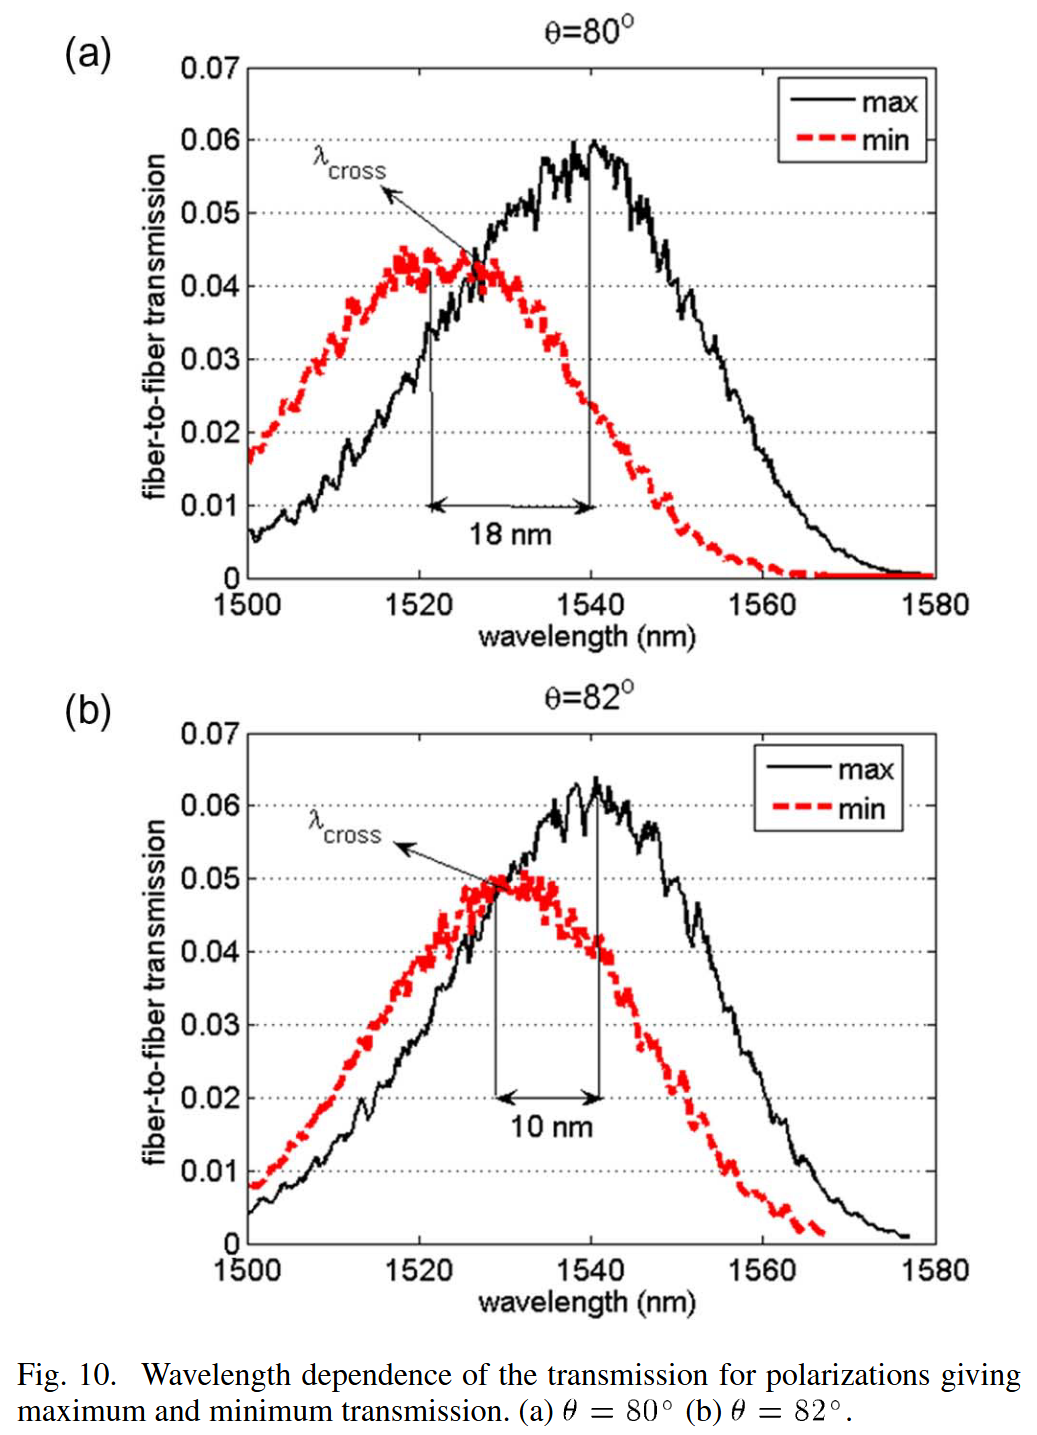 (a)
θ=80°
0.07
0.06
0.05
0.04
0.03
0.02
0.01
0
fiber-to-fiber transmission
max
min
λcross
18 nm
1500 1520 1540 1560 1580
wavelength (nm)
(b)
θ=82°
0.07
0.06
0.05
0.04
0.03
0.02
0.01
0
fiber-to-fiber transmission
max
min
λcross
10 nm
1500 1520 1540 1560 1580
wavelength (nm)
Fig. 10. Wavelength dependence of the transmission for polarizations giving
maximum and minimum transmission. (a) θ = 80° (b) θ = 82°.